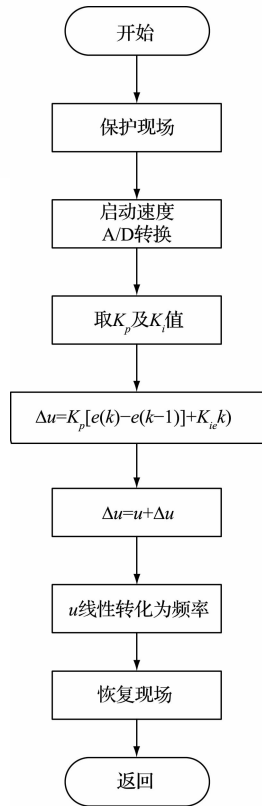 开始
保护现场
启动速度
A/D转换
取Kp及Ki值
Δu=Kp[e(k)−e(k−1)]+Kiek)
Δu=u+Δu
u线性转化为频率
恢复现场
返回